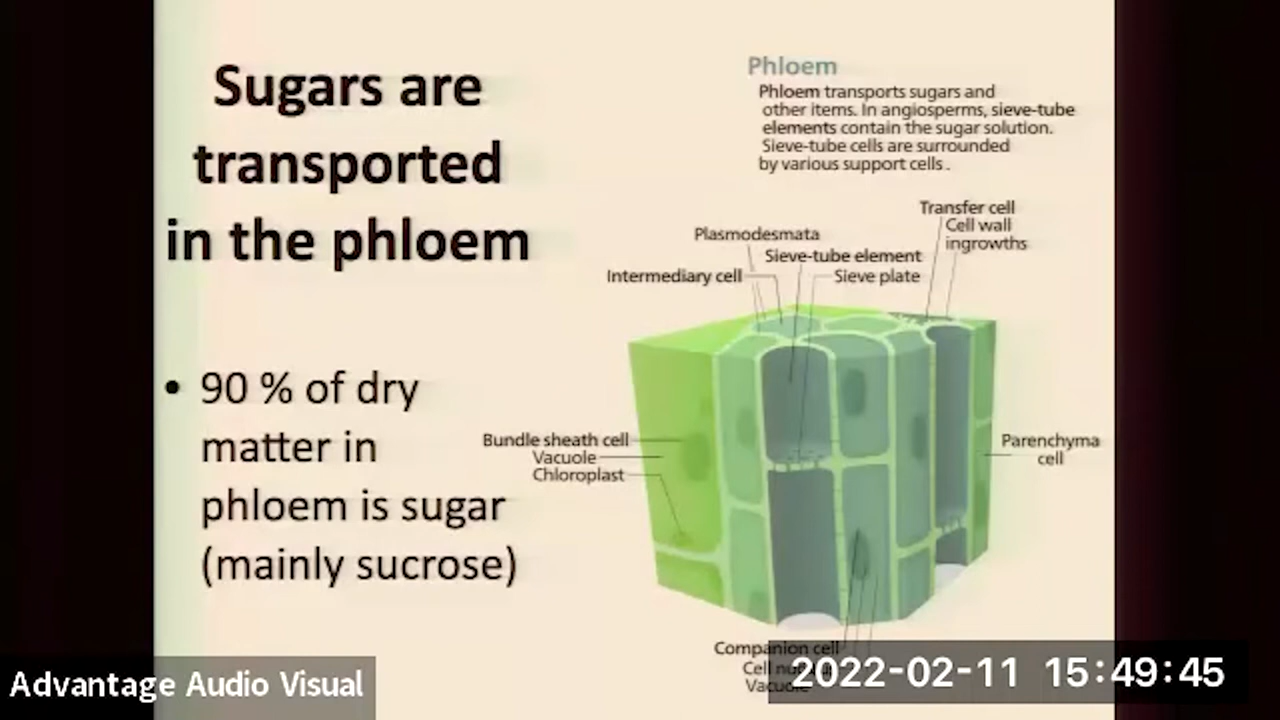 Sugars are
transported
in the phloem
• 90 % of dry
matter in
phloem is sugar
(mainly sucrose)
Phloem
Phloem transports sugars and
other items. In angiosperms, sieve-tube
elements contain the sugar solution.
Sieve-tube cells are surrounded
by various support cells.
Transfer cell
Cell wall
ingrowths
Plasmodesmata
Sieve-tube element
Intermediary cell
Sieve plate
Bundle sheath cell
Vacuole
Chloroplast
Parenchyma
cell
Companion cell
Cell
Vacuole
Advantage Audio Visual
2022-02-11 15:49:45